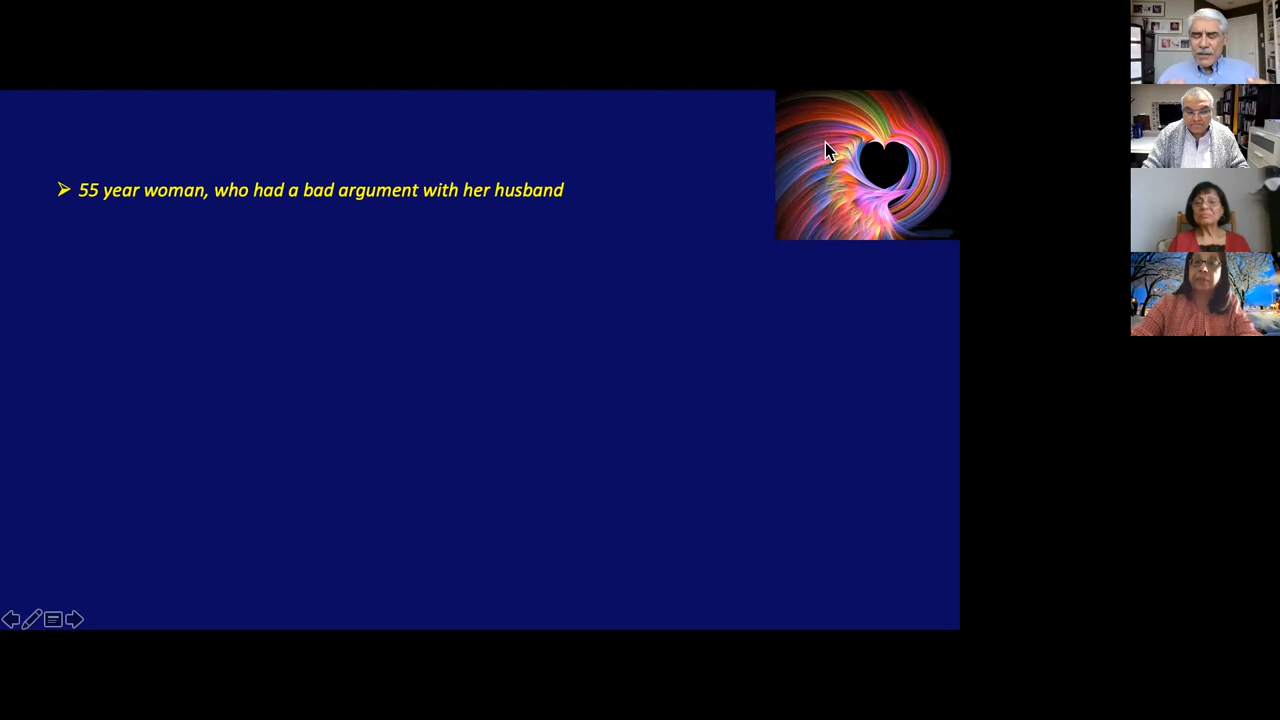 ➢ 55 year woman, who had a bad argument with her husband